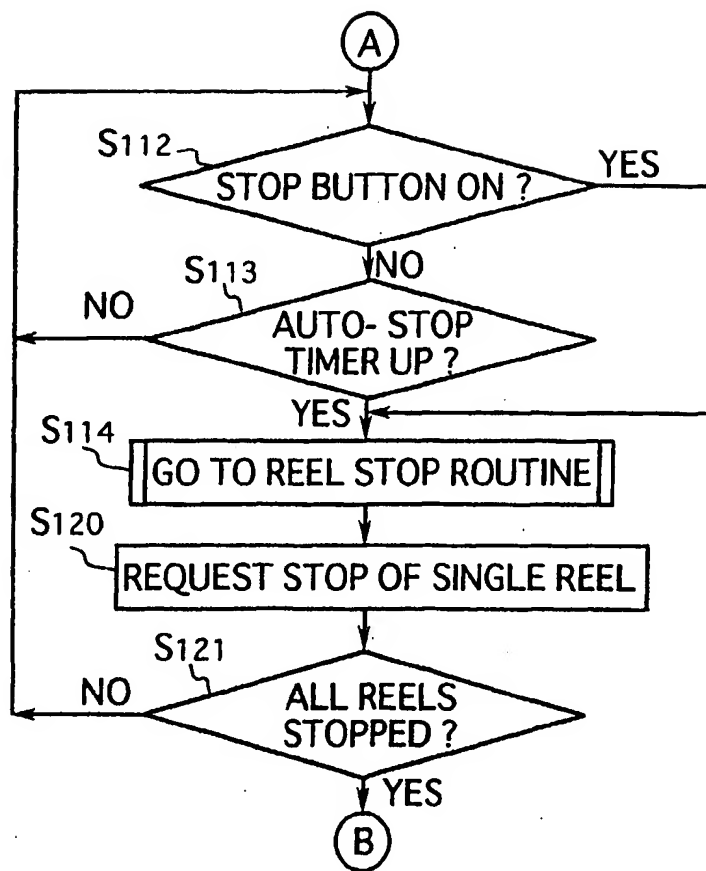 A
S112
STOP BUTTON ON ?
YES
NO
S113
NO
AUTO-STOP
TIMER UP ?
YES
S114
GO TO REEL STOP ROUTINE
S120
REQUEST STOP OF SINGLE REEL
S121
NO
ALL REELS
STOPPED ?
YES
B